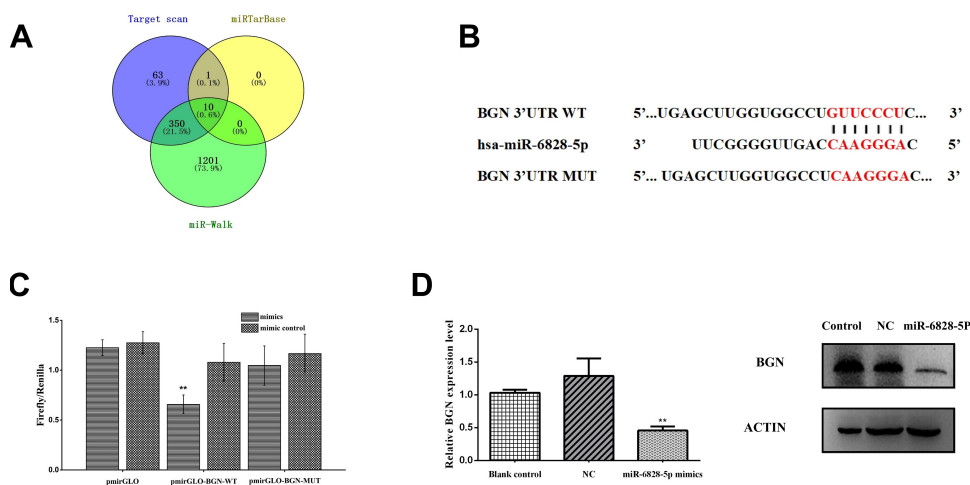 A
Target scan
miRTarBase
63
(3.9%)
1
(0.1%)
0
(0%)
10
(0.6%)
350
(21.5%)
0
(0%)
1201
(73.9%)
miR-Walk
B
BGN 3’UTR WT 5’...UGAGCUUGGUGGCCUGUUCCCUC... 3’
hsa-miR-6828-5p 3’ UUCGGGGUUGACCAAGGGAC 5’
BGN 3’UTR MUT 5’... UGAGCUUGGUGGCCUCAAGGGAC... 3’
C
1.5
1.0
0.5
0.0
Firefly/Renilla
mimics
mimic control
**
pmirGLO
pmirGLO-BGN-WT
pmirGLO-BGN-MUT
D
2.0
1.5
1.0
0.5
0.0
Relative BGN expression level
**
Blank control
NC
miR-6828-5p mimics
Control NC miR-6828-5P
BGN
ACTIN